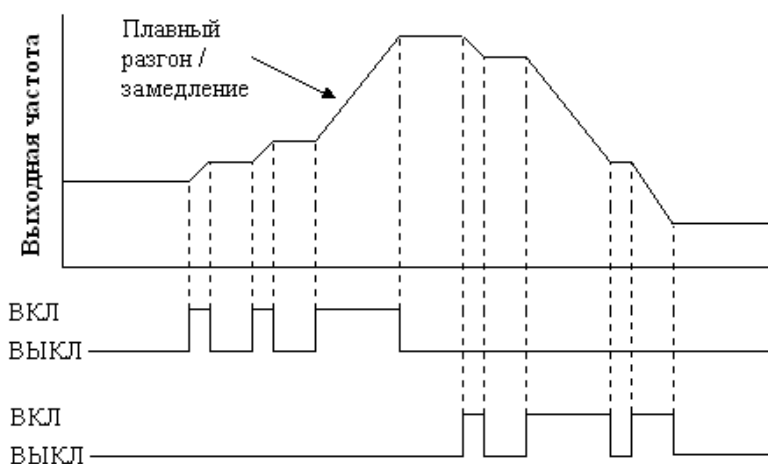 Плавный
разгон /
замедление
Выходная частота
ВКЛ
ВЫКЛ
ВКЛ
ВЫКЛ